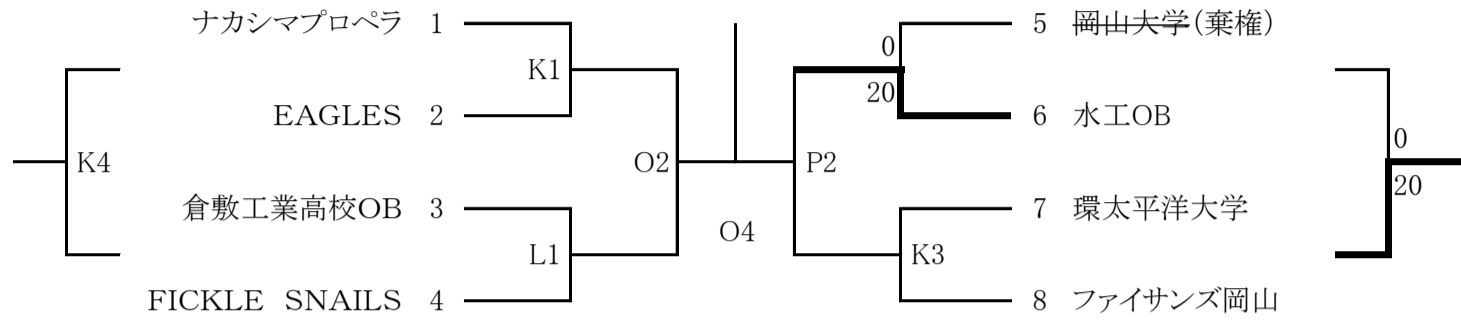 ナカシマプロペラ 1
K1
EAGLES 2
K4
O2
倉敷工業高校OB 3
L1
FICKLE SNAILS 4
O4
5 岡山大学(棄権)
0
20
6 水工OB
P2
7 環太平洋大学
K3
8 ファイサンズ岡山
0
20